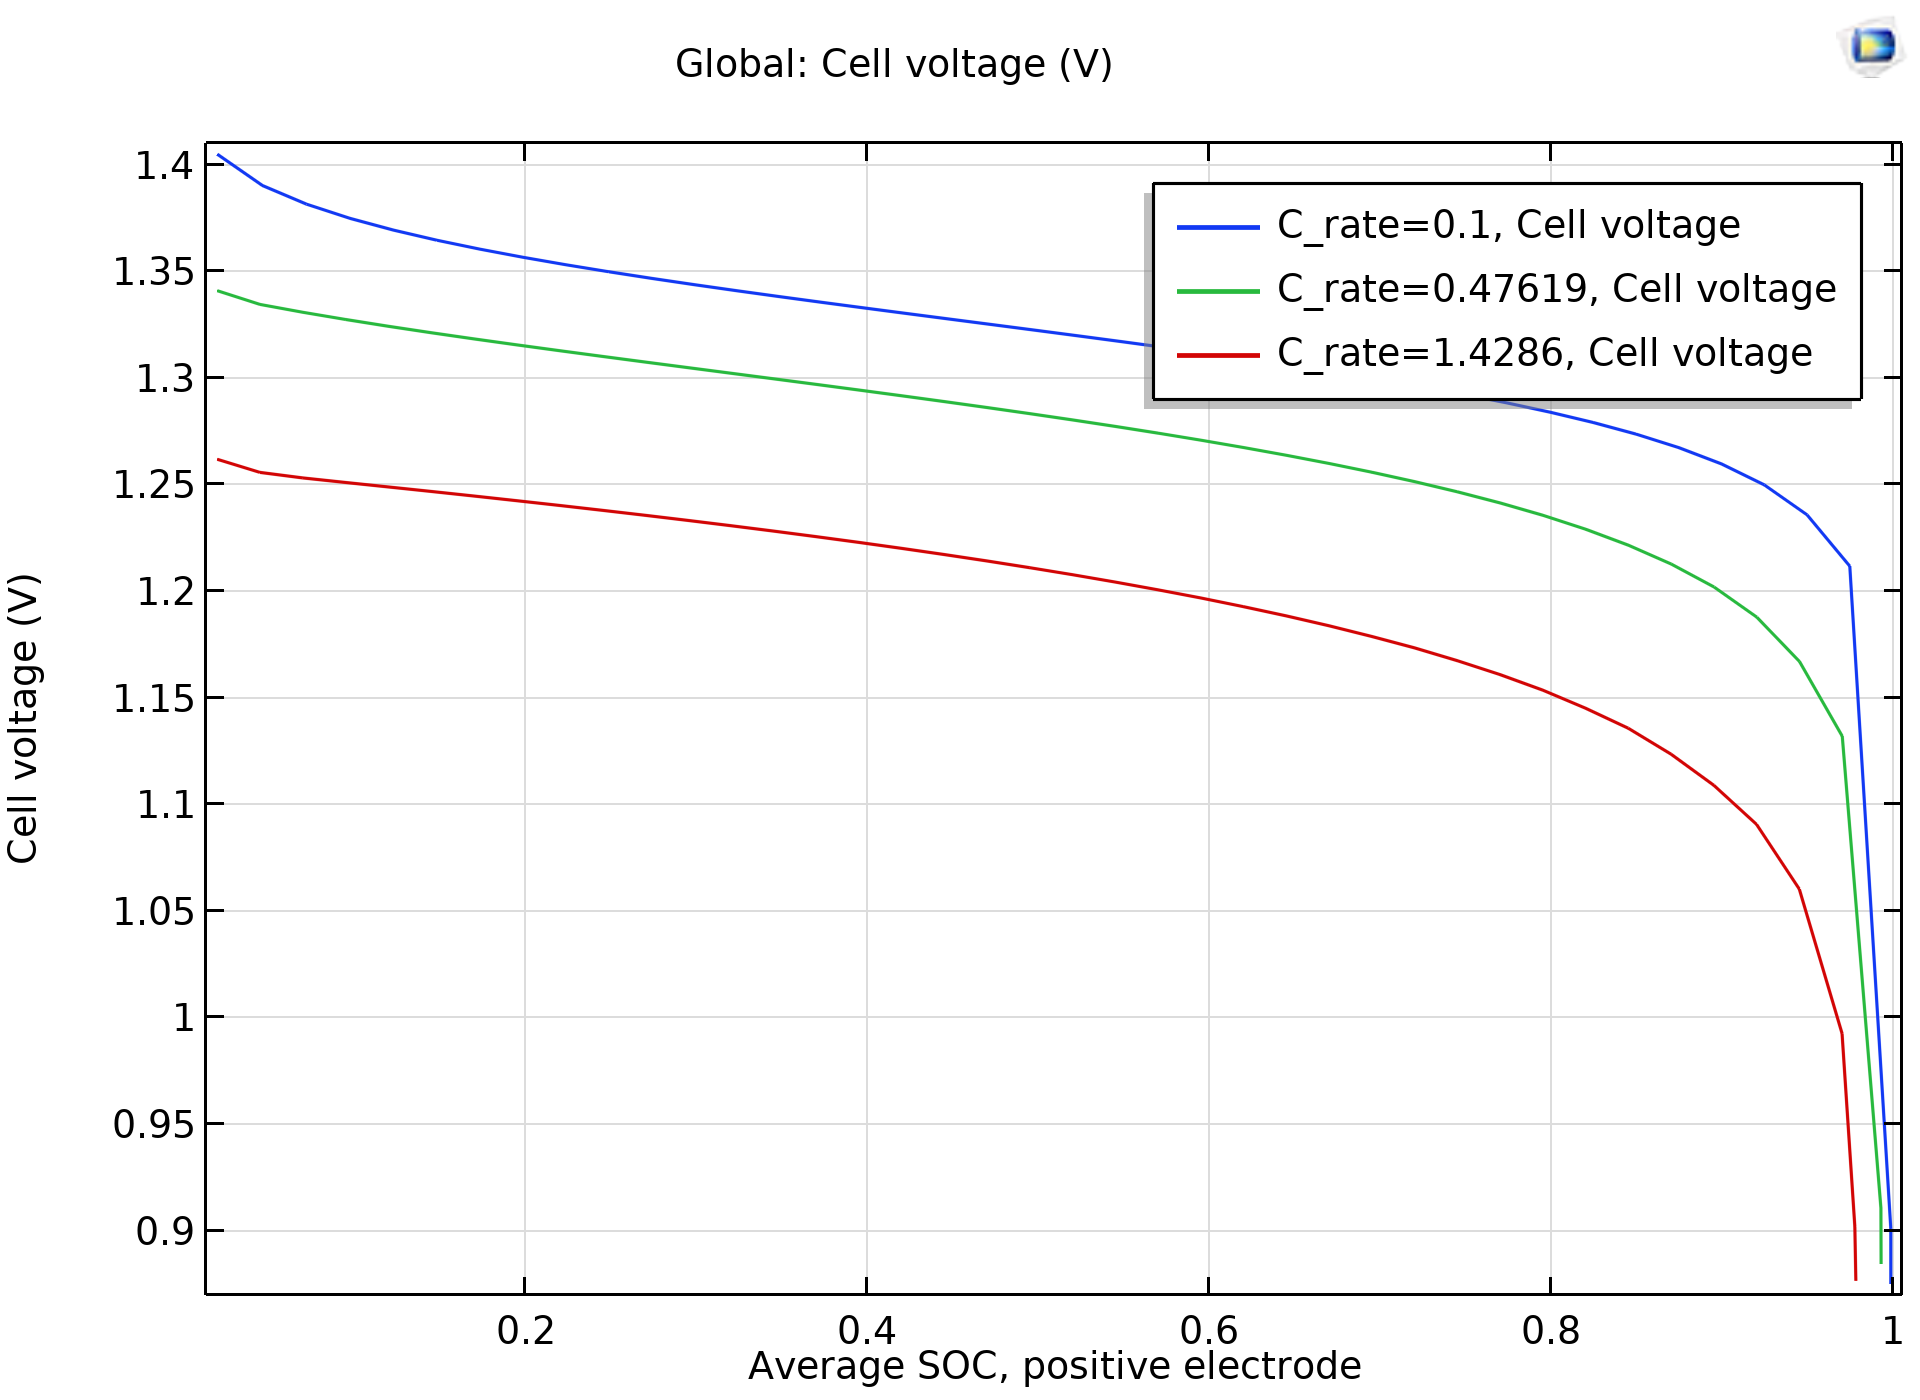 Global: Cell voltage (V)
C_rate=0.1, Cell voltage
C_rate=0.47619, Cell voltage
C_rate=1.4286, Cell voltage
1.4
1.35
1.3
1.25
1.2
1.15
1.1
1.05
1
0.95
0.9
Cell voltage (V)
0.2 0.4 0.6 0.8 1
Average SOC, positive electrode